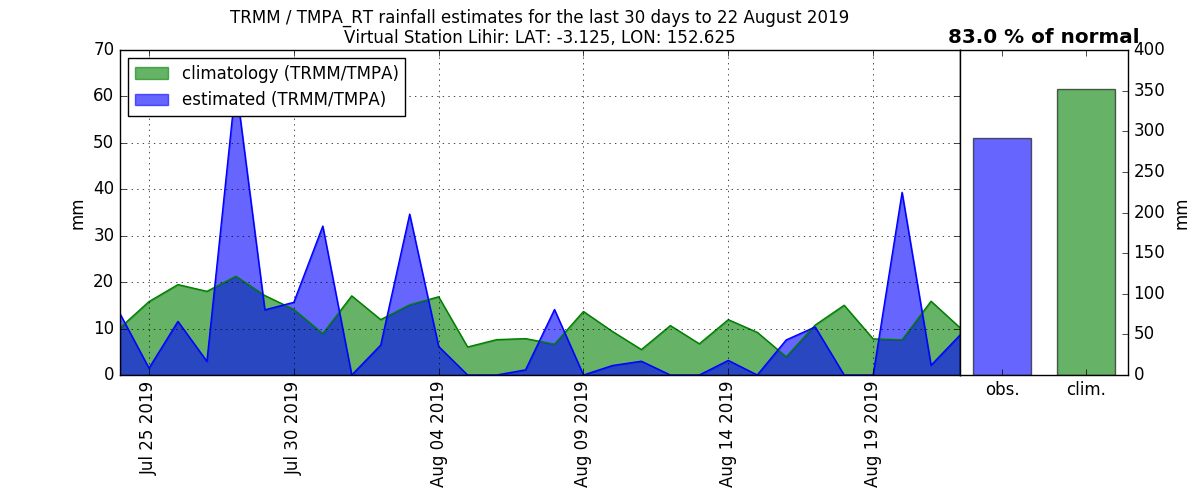 TRMM / TMPA_RT rainfall estimates for the last 30 days to 22 August 2019
Virtual Station Lihir: LAT: -3.125, LON: 152.625
83.0 % of normal
climatology (TRMM/TMPA)
estimated (TRMM/TMPA)
70
60
50
40
30
20
10
0
mm
Jul 25 2019
Jul 30 2019
Aug 04 2019
Aug 09 2019
Aug 14 2019
Aug 19 2019
obs.
clim.
400
350
300
250
200
150
100
50
0
mm